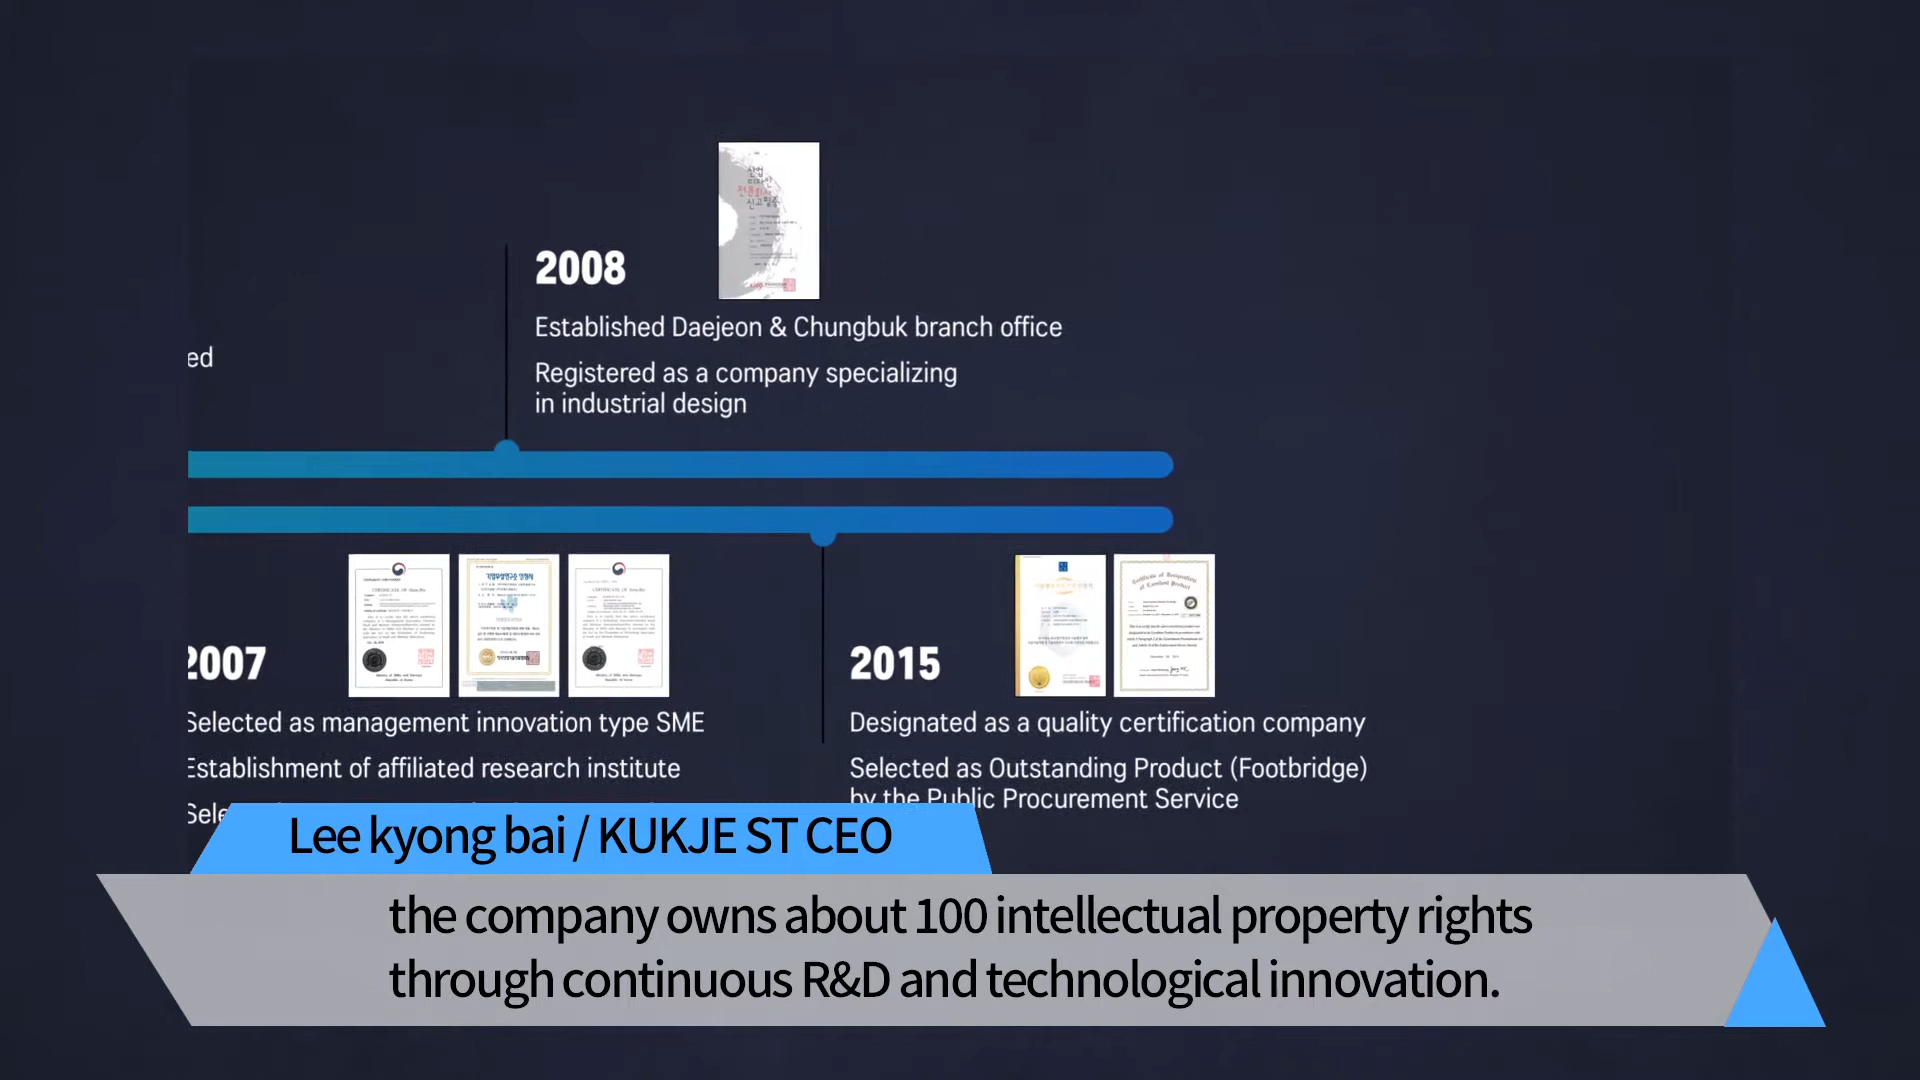 2008
Established Daejeon & Chungbuk branch office
ed
Registered as a company specializing
in industrial design
2007
Selected as management innovation type SME
Establishment of affiliated research institute
2015
Designated as a quality certification company
Selected as Outstanding Product (Footbridge)
by the Public Procurement Service
Lee kyong bai / KUKJE ST CEO
the company owns about 100 intellectual property rights
through continuous R&D and technological innovation.